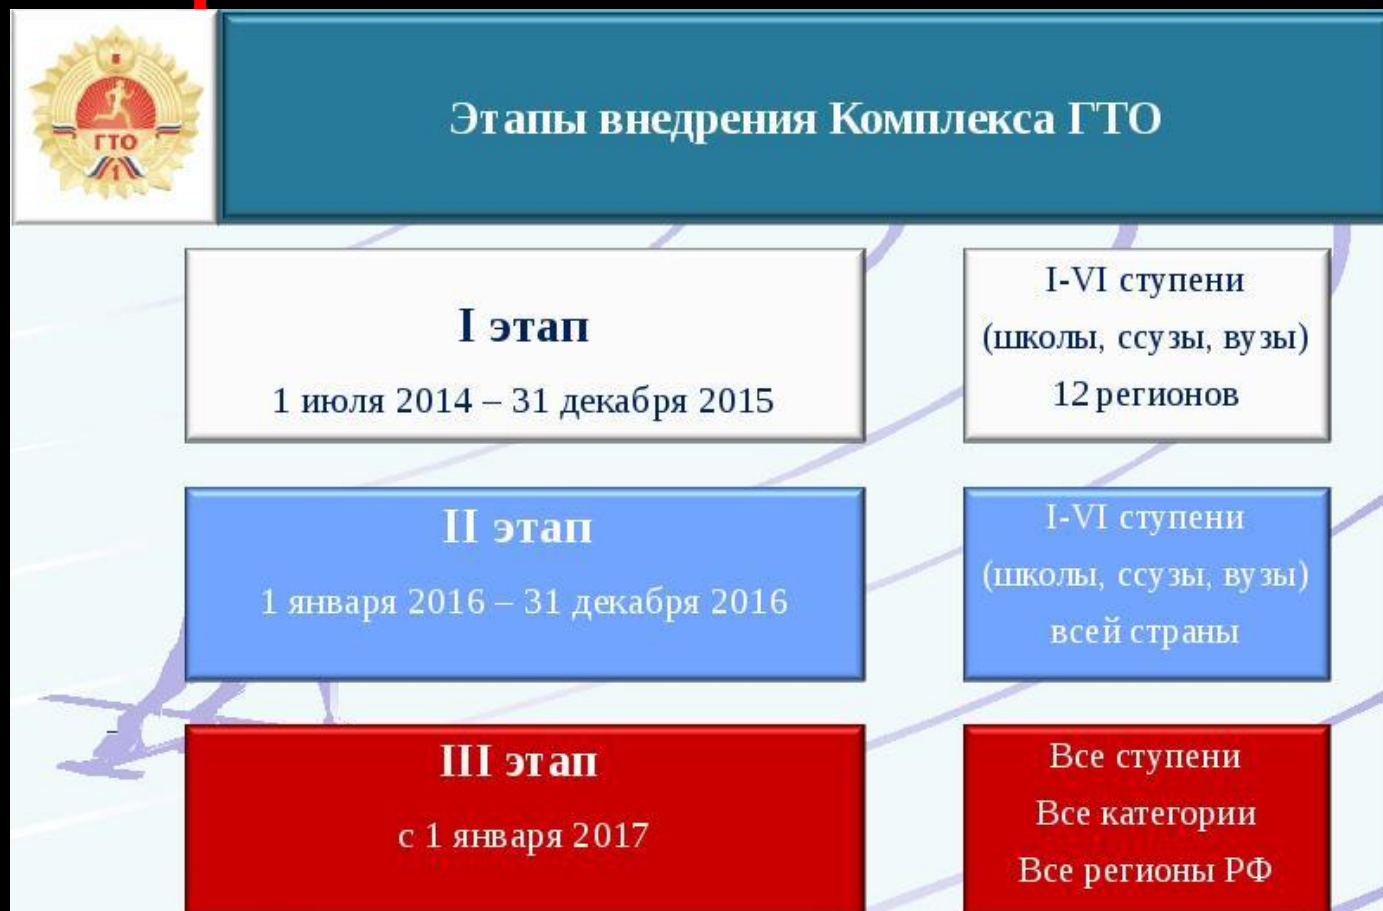 ГТО
1
Этапы внедрения Комплекса ГТО
I этап
1 июля 2014 – 31 декабря 2015
I-VI ступени
(школы, ссузы, вузы)
12 регионов
II этап
1 января 2016 – 31 декабря 2016
I-VI ступени
(школы, ссузы, вузы)
всей страны
III этап
с 1 января 2017
Все ступени
Все категории
Все регионы РФ